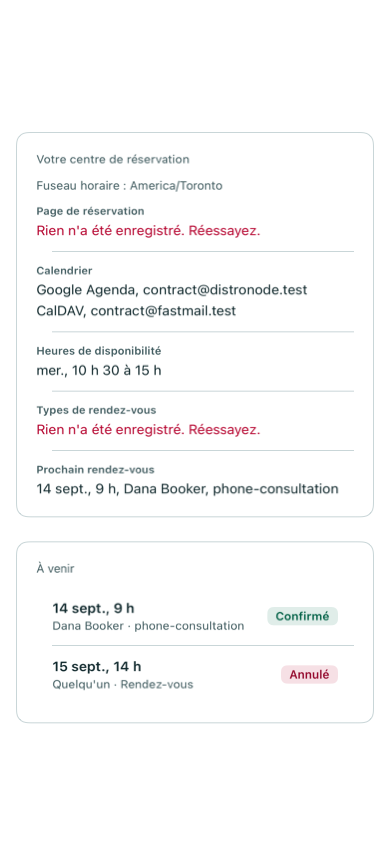 Votre centre de réservation
Fuseau horaire : America/Toronto
Page de réservation
Rien n'a été enregistré. Réessayez.
Calendrier
Google Agenda, contract@distronode.test
CalDAV, contract@fastmail.test
Heures de disponibilité
mer., 10 h 30 à 15 h
Types de rendez-vous
Rien n'a été enregistré. Réessayez.
Prochain rendez-vous
14 sept., 9 h, Dana Booker, phone-consultation
À venir
14 sept., 9 h
Dana Booker · phone-consultation
Confirmé
15 sept., 14 h
Quelqu'un · Rendez-vous
Annulé